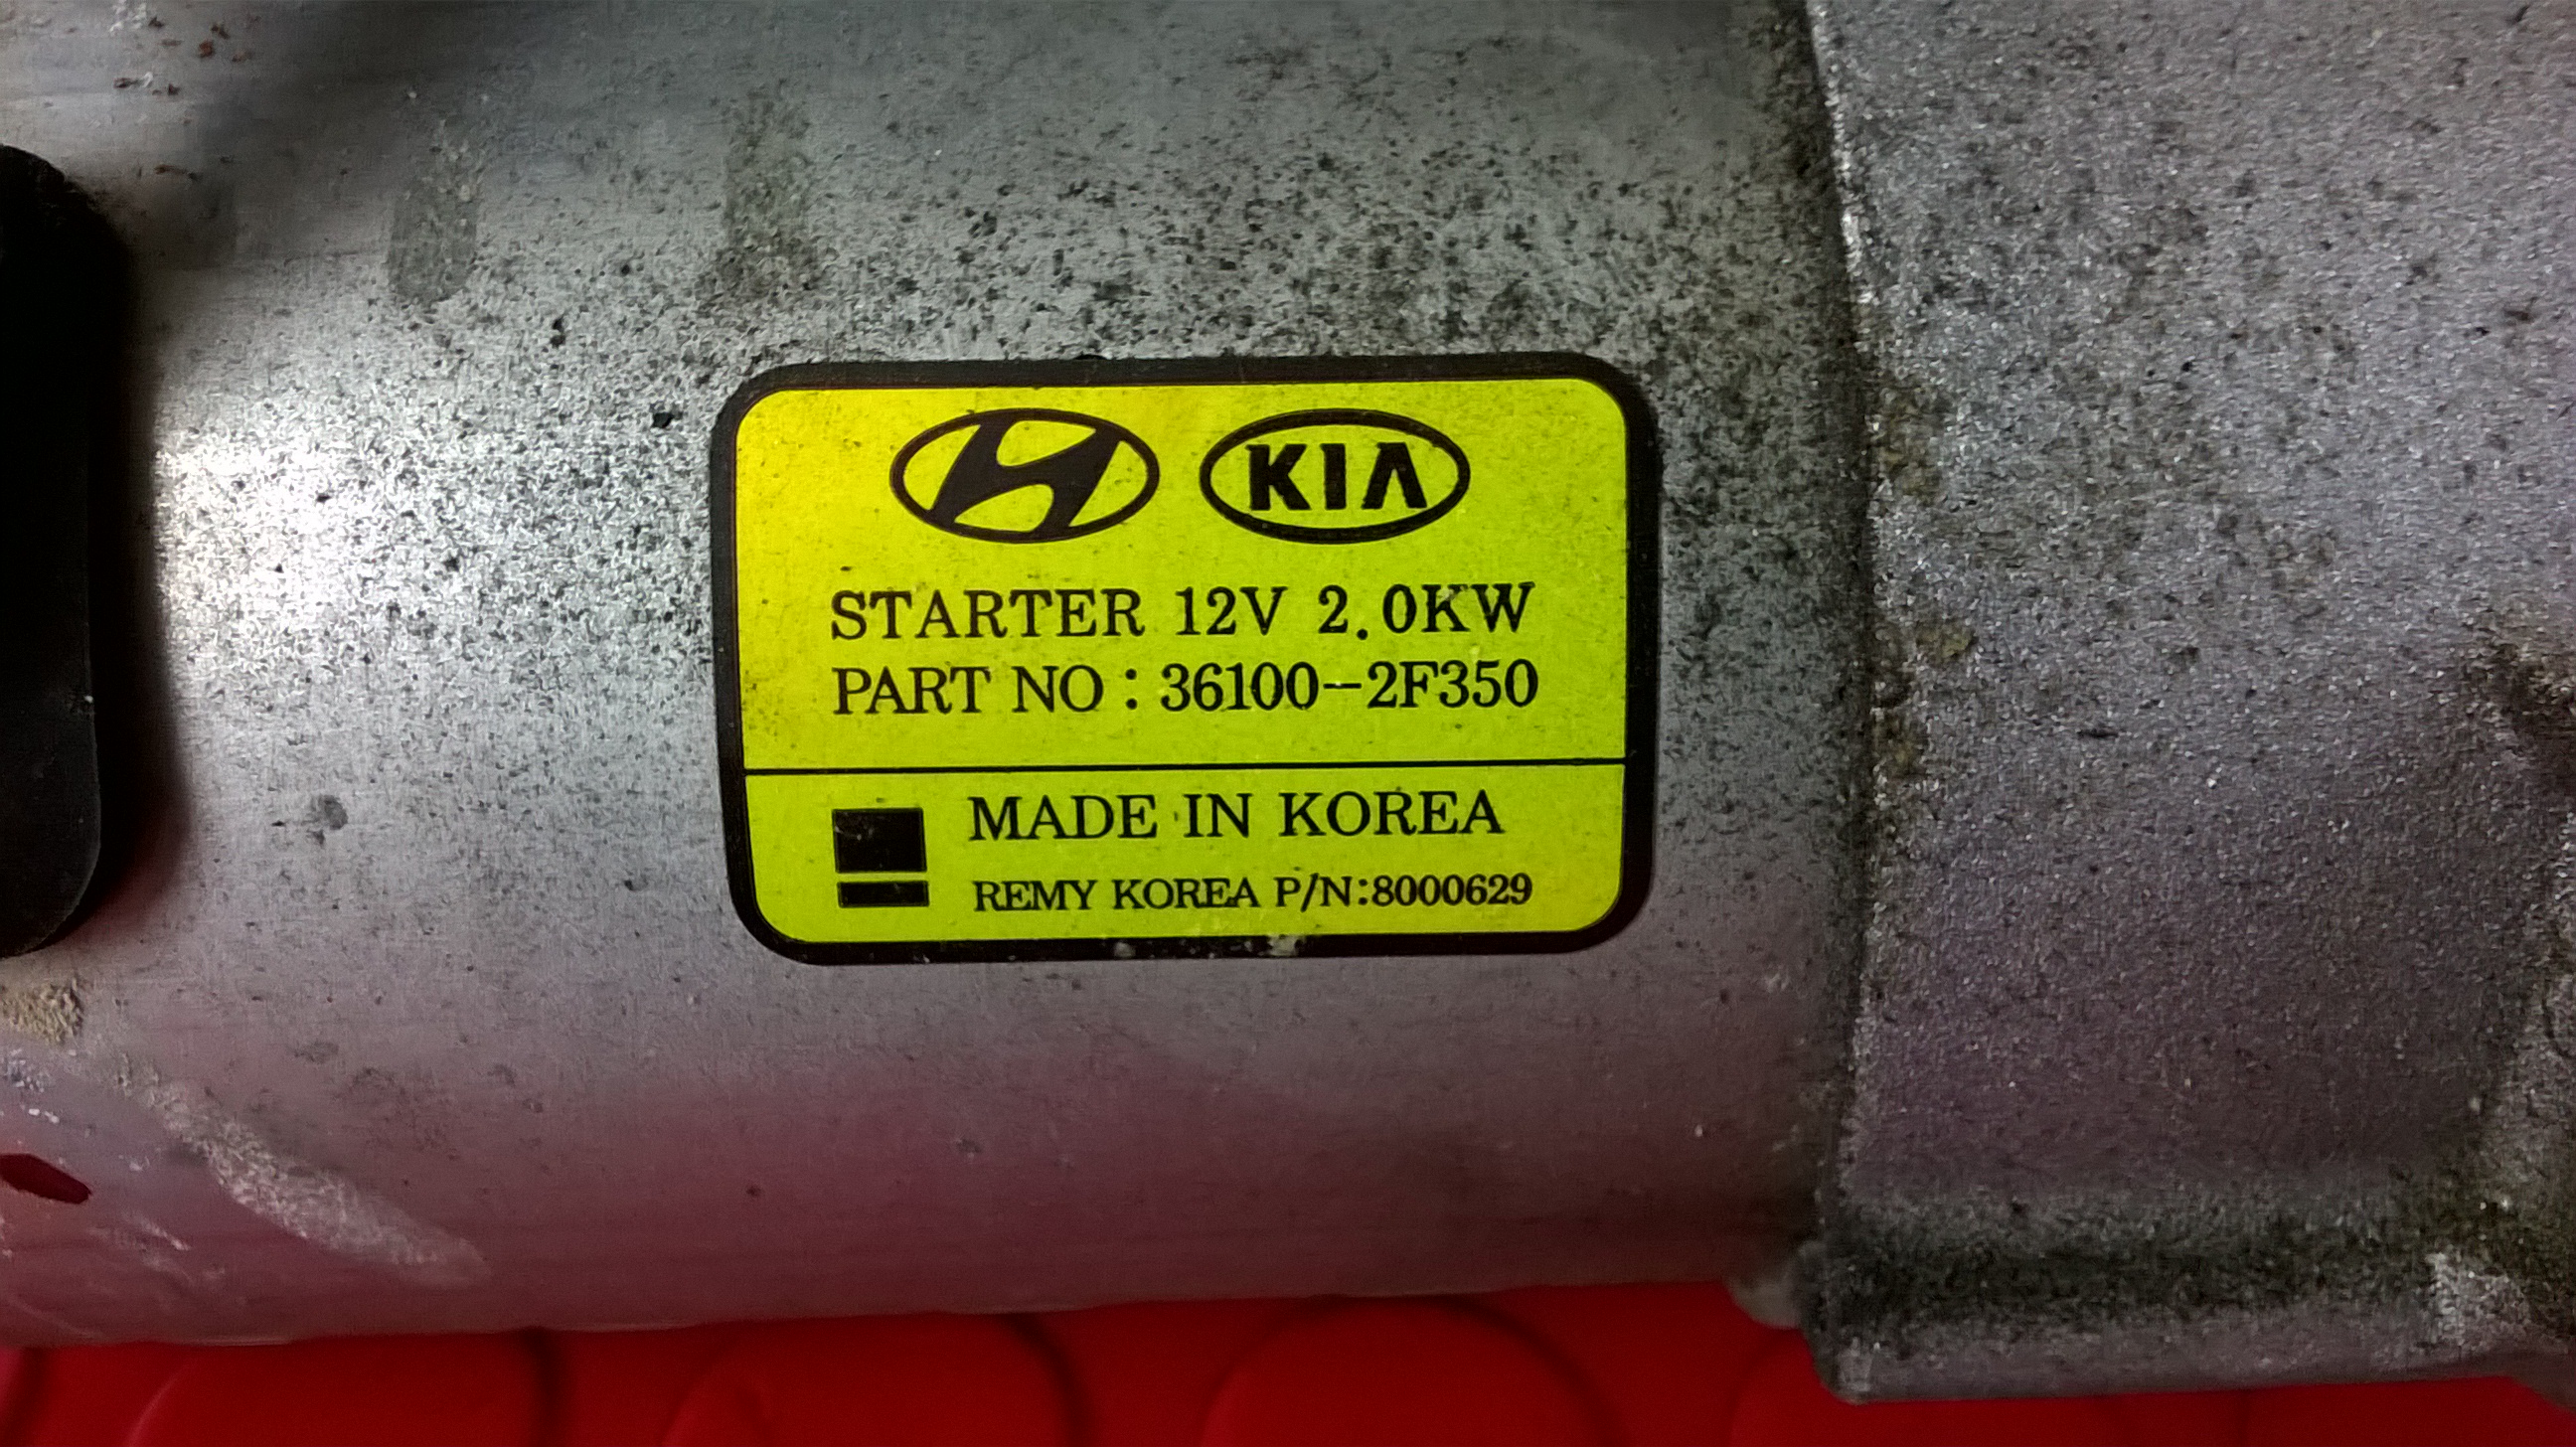 KIA
STARTER 12V 2.0KW
PART NO : 36100-2F350
MADE IN KOREA
REMY KOREA P/N:8000629